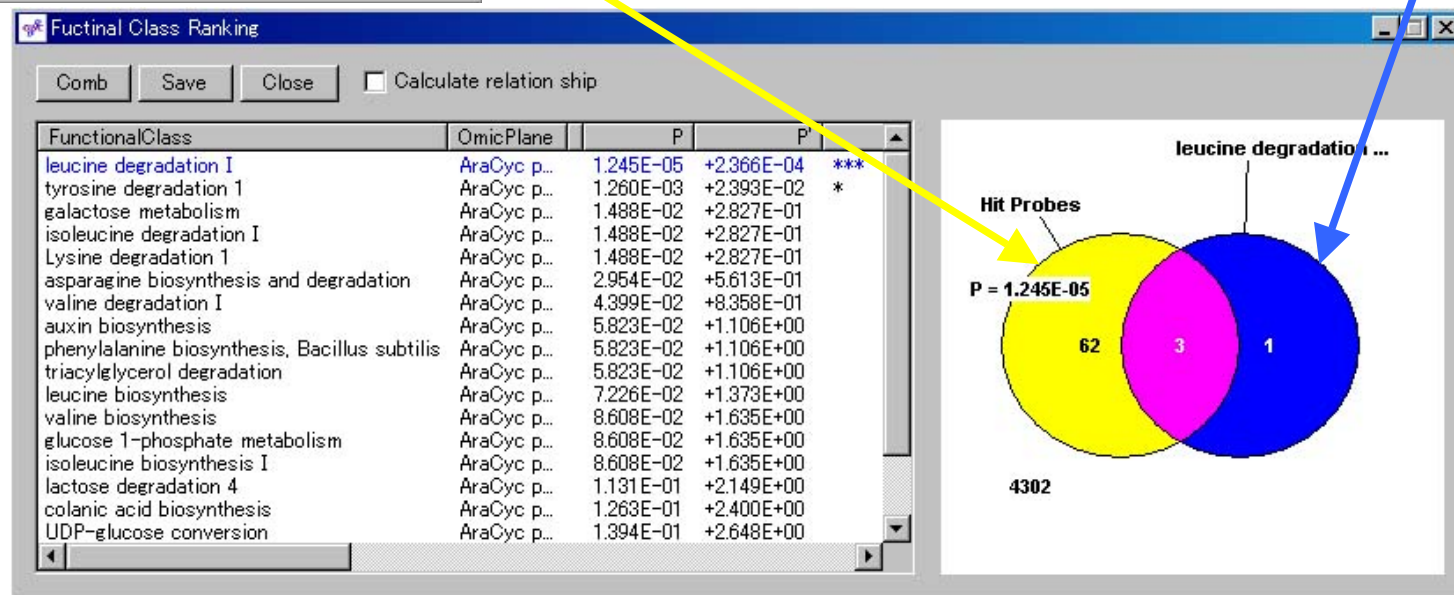 Fuctinal Class Ranking
Comb Save Close Calculate relation ship
FunctionalClass OmicPlane P P'
leucine degradation I AraCyc p... 1.245E-05 +2.366E-04 ***
tyrosine degradation 1 AraCyc p... 1.260E-03 +2.393E-02 *
galactose metabolism AraCyc p... 1.488E-02 +2.827E-01
isoleucine degradation I AraCyc p... 1.488E-02 +2.827E-01
Lysine degradation 1 AraCyc p... 1.488E-02 +2.827E-01
asparagine biosynthesis and degradation AraCyc p... 2.954E-02 +5.613E-01
valine degradation I AraCyc p... 4.399E-02 +8.358E-01
auxin biosynthesis AraCyc p... 5.823E-02 +1.106E+00
phenylalanine biosynthesis, Bacillus subtilis AraCyc p... 5.823E-02 +1.106E+00
triacylglycerol degradation AraCyc p... 5.823E-02 +1.106E+00
leucine biosynthesis AraCyc p... 7.226E-02 +1.373E+00
valine biosynthesis AraCyc p... 8.608E-02 +1.635E+00
glucose 1-phosphate metabolism AraCyc p... 8.608E-02 +1.635E+00
isoleucine biosynthesis I AraCyc p... 8.608E-02 +1.635E+00
lactose degradation 4 AraCyc p... 1.131E-01 +2.149E+00
colanic acid biosynthesis AraCyc p... 1.263E-01 +2.400E+00
UDP-glucose conversion AraCyc p... 1.394E-01 +2.648E+00
leucine degradation ...
Hit Probes
P = 1.245E-05
62 3 1
4302